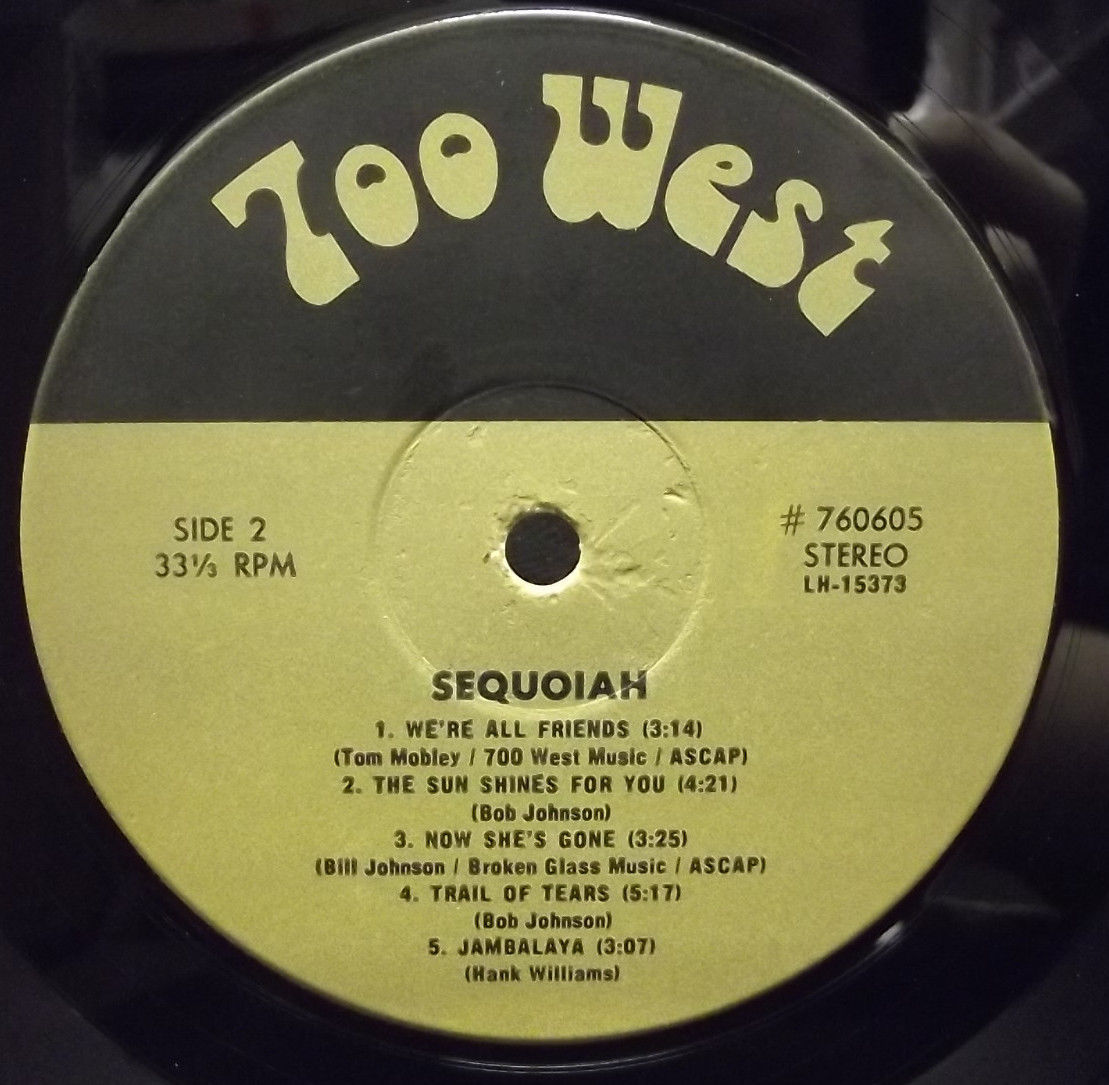 700 West
SIDE 2
33⅓ RPM
# 760605
STEREO
LH-15373
SEQUOIAH
1. WE'RE ALL FRIENDS (3:14)
(Tom Mobley / 700 West Music / ASCAP)
2. THE SUN SHINES FOR YOU (4:21)
(Bob Johnson)
3. NOW SHE'S GONE (3:25)
(Bill Johnson / Broken Glass Music / ASCAP)
4. TRAIL OF TEARS (5:17)
(Bob Johnson)
5. JAMBALAYA (3:07)
(Hank Williams)